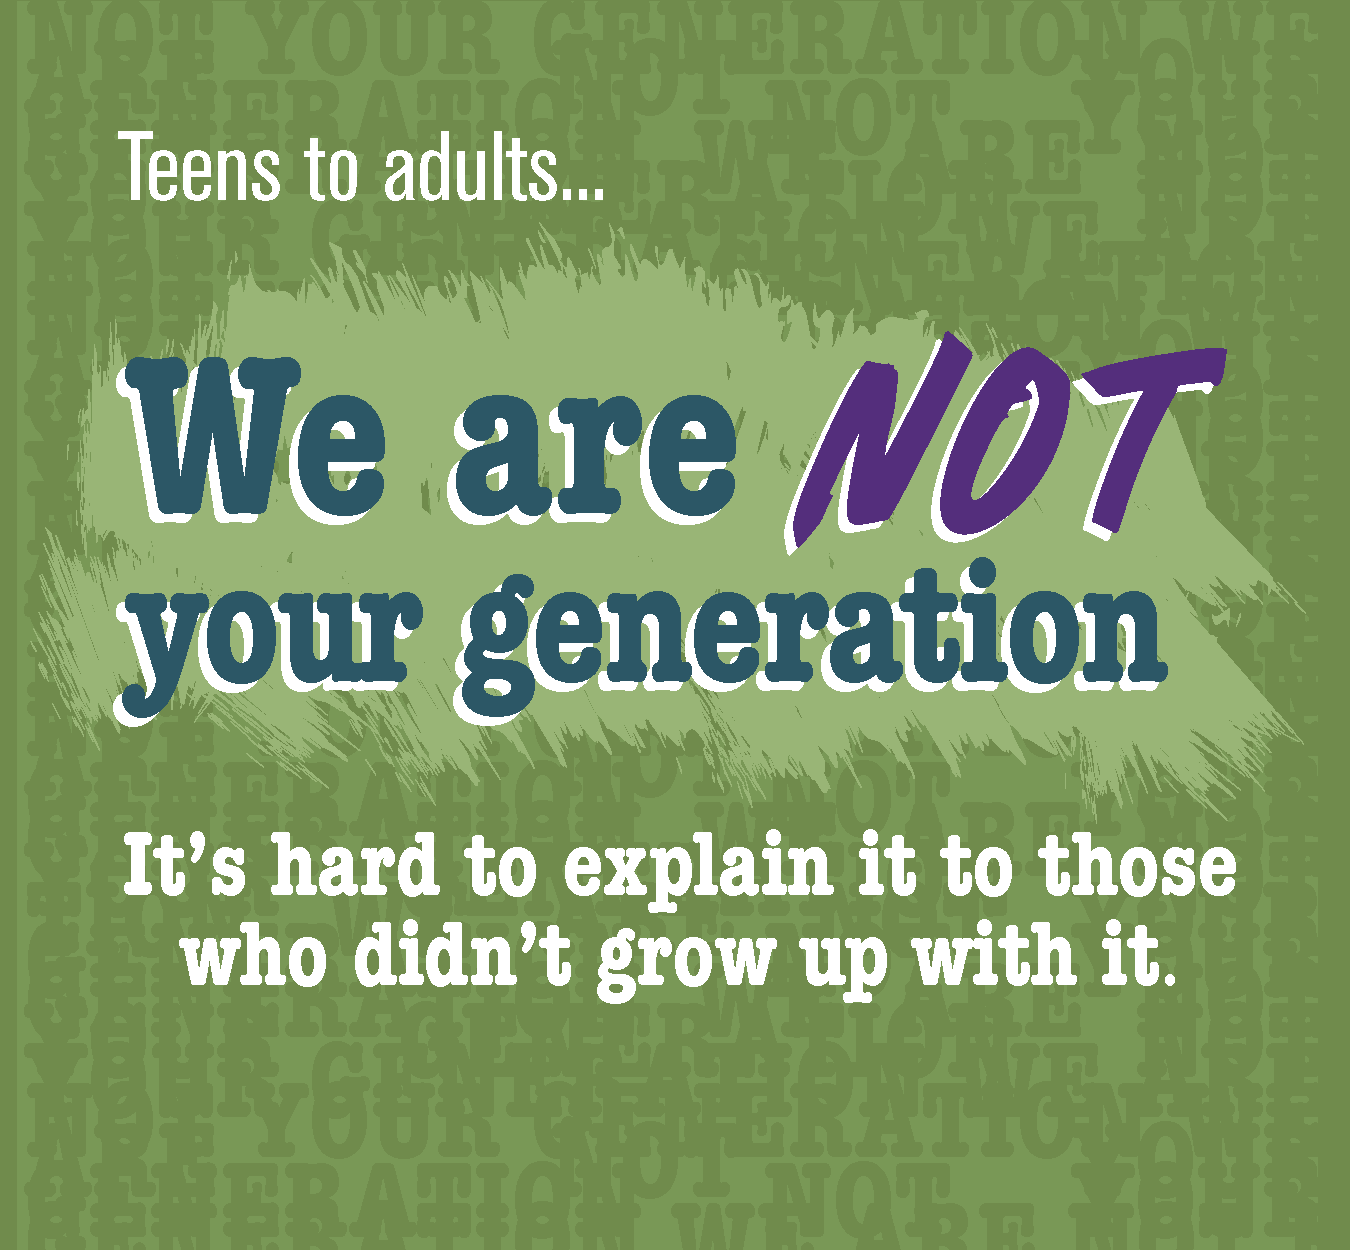 Teens to adults...
We are NOT
your generation
It’s hard to explain it to those
who didn’t grow up with it.